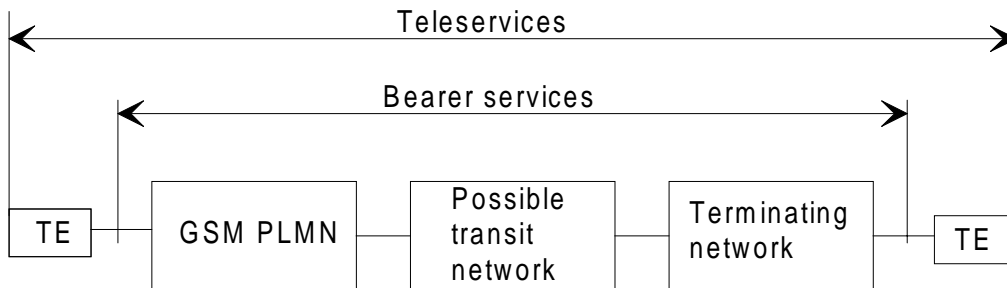 Teleservices
Bearer services
TE
GSM PLMN
Possible
transit
network
Terminating
network
TE